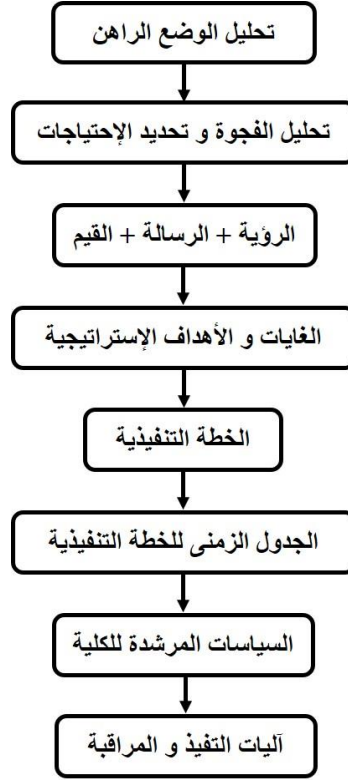 تحليل الوضع الراهن
تحليل الفجوة و تحديد الإحتياجات
الرؤية + الرسالة + القيم
الغايات و الأهداف الإستراتيجية
الخطة التنفيذية
الجدول الزمنى للخطة التنفيذية
السياسات المرشدة للكلية
آليات التفيذ و المراقبة